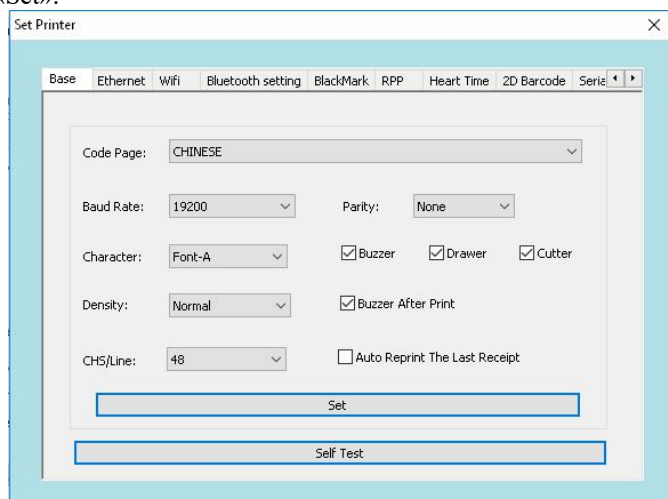 «Set».
Set Printer
Base Ethernet Wifi Bluetooth setting BlackMark RPP Heart Time 2D Barcode Seria
Code Page: CHINESE
Baud Rate: 19200 Parity: None
Character: Font-A Buzzer Drawer Cutter
Density: Normal Buzzer After Print
CHS/Line: 48 Auto Reprint The Last Receipt
Set
Self Test